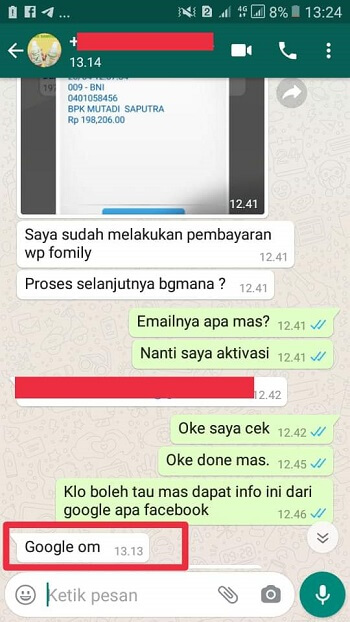 4G 8% 13:24
+
13.14
009 - BNI
0401058456
BPK MUTADI SAPUTRA
Rp 198,206.00
12.41
Saya sudah melakukan pembayaran
wp fomily
12.41
Proses selanjutnya bgmana ?
12.41
Emailnya apa mas?
12.41
Nanti saya aktivasi
12.41
12.42
Oke saya cek
12.42
Oke done mas.
12.45
Klo boleh tau mas dapat info ini dari
google apa facebook
12.46
Google om
13.13
Ketik pesan